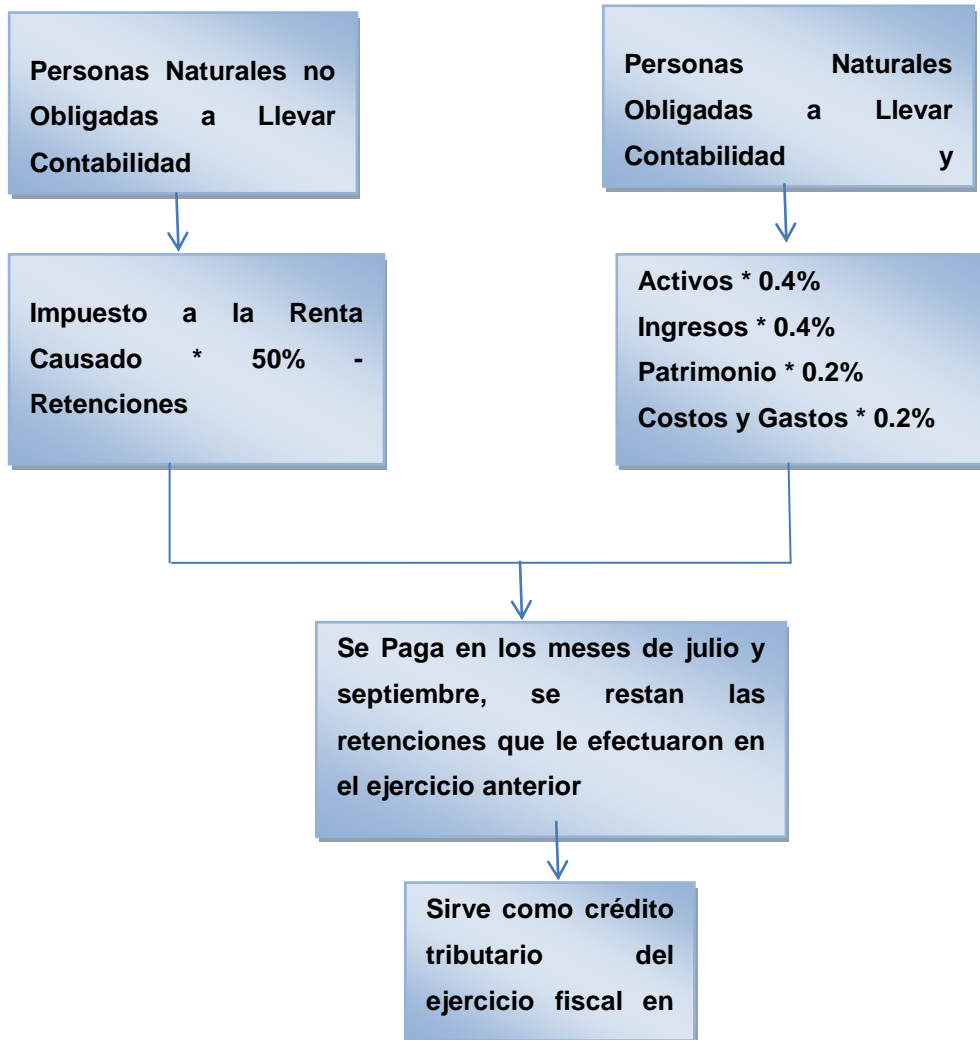 Personas Naturales no
Obligadas a Llevar
Contabilidad
Personas Naturales
Obligadas a Llevar
Contabilidad y
Impuesto a la Renta
Causado * 50% -
Retenciones
Activos * 0.4%
Ingresos * 0.4%
Patrimonio * 0.2%
Costos y Gastos * 0.2%
Se Paga en los meses de julio y
septiembre, se restan las
retenciones que le efectuaron en
el ejercicio anterior
Sirve como crédito
tributario del
ejercicio fiscal en